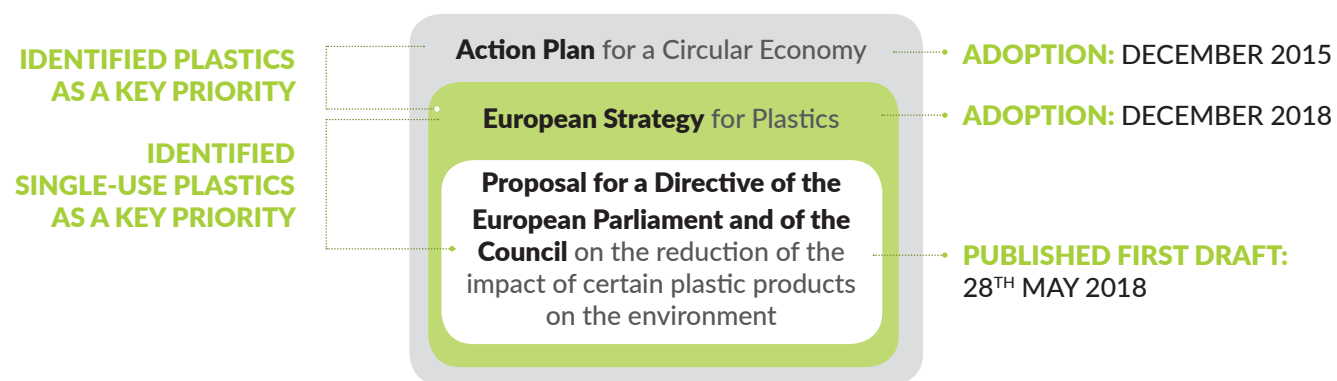 IDENTIFIED PLASTICS
AS A KEY PRIORITY
IDENTIFIED
SINGLE-USE PLASTICS
AS A KEY PRIORITY
Action Plan for a Circular Economy
European Strategy for Plastics
Proposal for a Directive of the
European Parliament and of the
Council on the reduction of the
impact of certain plastic products
on the environment
ADOPTION: DECEMBER 2015
ADOPTION: DECEMBER 2018
PUBLISHED FIRST DRAFT:
28TH MAY 2018